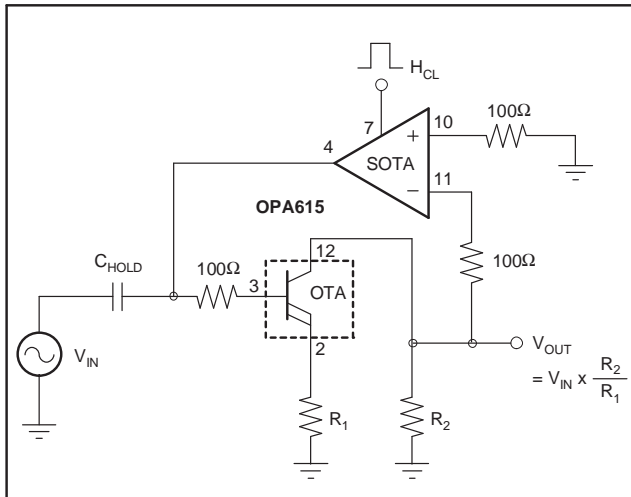 H_CL
100Ω
7
10
4
+
SOTA
11
−
OPA615
12
C_HOLD
100Ω
100Ω
3
OTA
V_IN
2
V_OUT
= V_IN x R_2/R_1
R_1
R_2